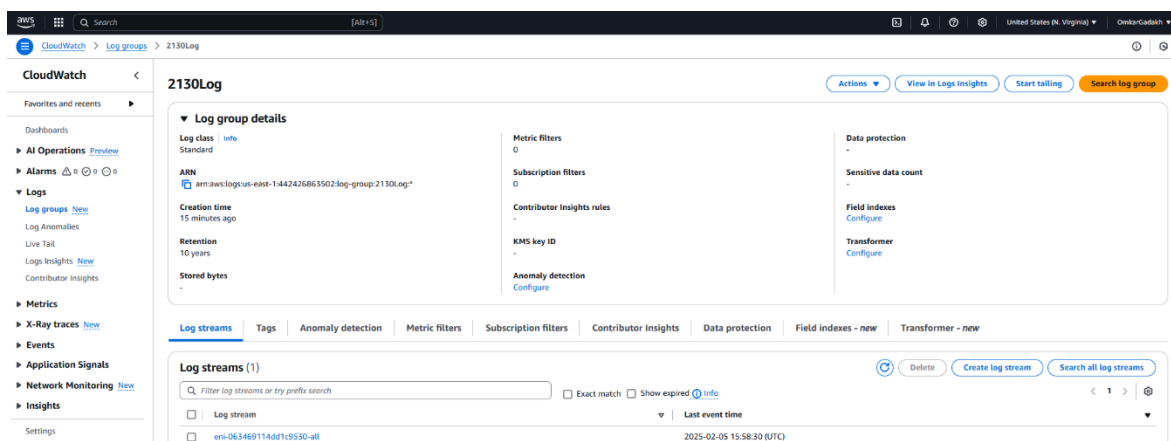 aws Search [Alt+S] United States (N. Virginia) OmkarGadakh
CloudWatch > Log groups > 2130Log
CloudWatch
Favorites and recents
Dashboards
AI Operations Preview
Alarms 0 0 0
Logs
Log groups New
Log Anomalies
Live Tail
Logs Insights New
Contributor Insights
Metrics
X-Ray traces New
Events
Application Signals
Network Monitoring New
Insights
Settings
2130Log
Actions View in Logs Insights Start tailing Search log group
Log group details
Log class Info
Standard
ARN
arn:aws:logs:us-east-1:442426863502:log-group:2130Log:*
Creation time
15 minutes ago
Retention
10 years
Stored bytes
-
Metric filters
0
Subscription filters
0
Contributor Insights rules
-
KMS key ID
-
Anomaly detection
Configure
Data protection
-
Sensitive data count
-
Field indexes
Configure
Transformer
Configure
Log streams Tags Anomaly detection Metric filters Subscription filters Contributor Insights Data protection Field indexes - new Transformer - new
Log streams (1)
Delete Create log stream Search all log streams
Filter log streams or try prefix search Exact match Show expired Info < 1 >
Log stream Last event time
eni-063469114dd1c9530-all 2025-02-05 15:58:30 (UTC)